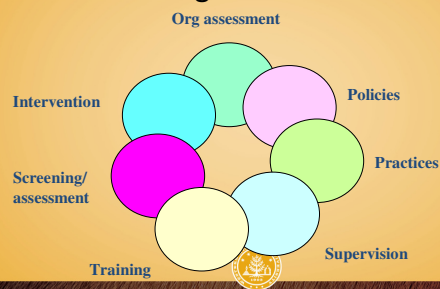 Org assessment
Intervention
Policies
Practices
Screening/
assessment
Supervision
Training